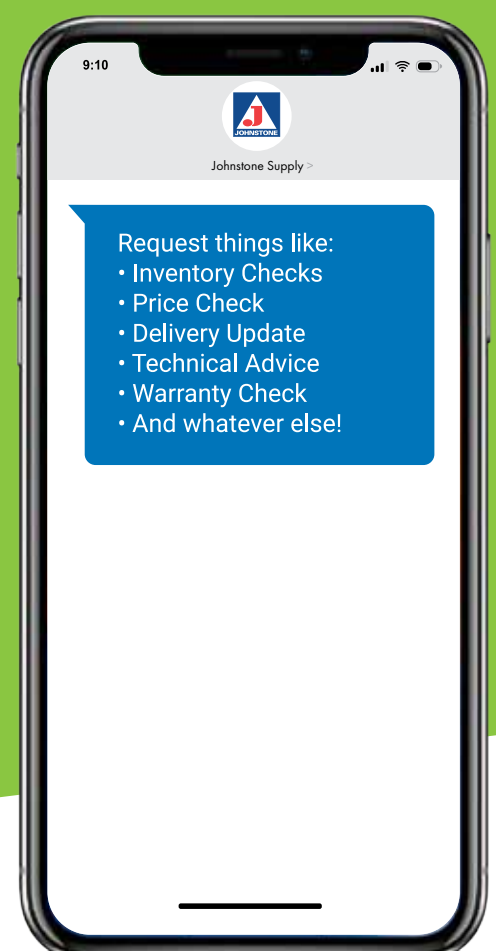 9:10
J
JOHNSTONE
Johnstone Supply >
Request things like:
• Inventory Checks
• Price Check
• Delivery Update
• Technical Advice
• Warranty Check
• And whatever else!